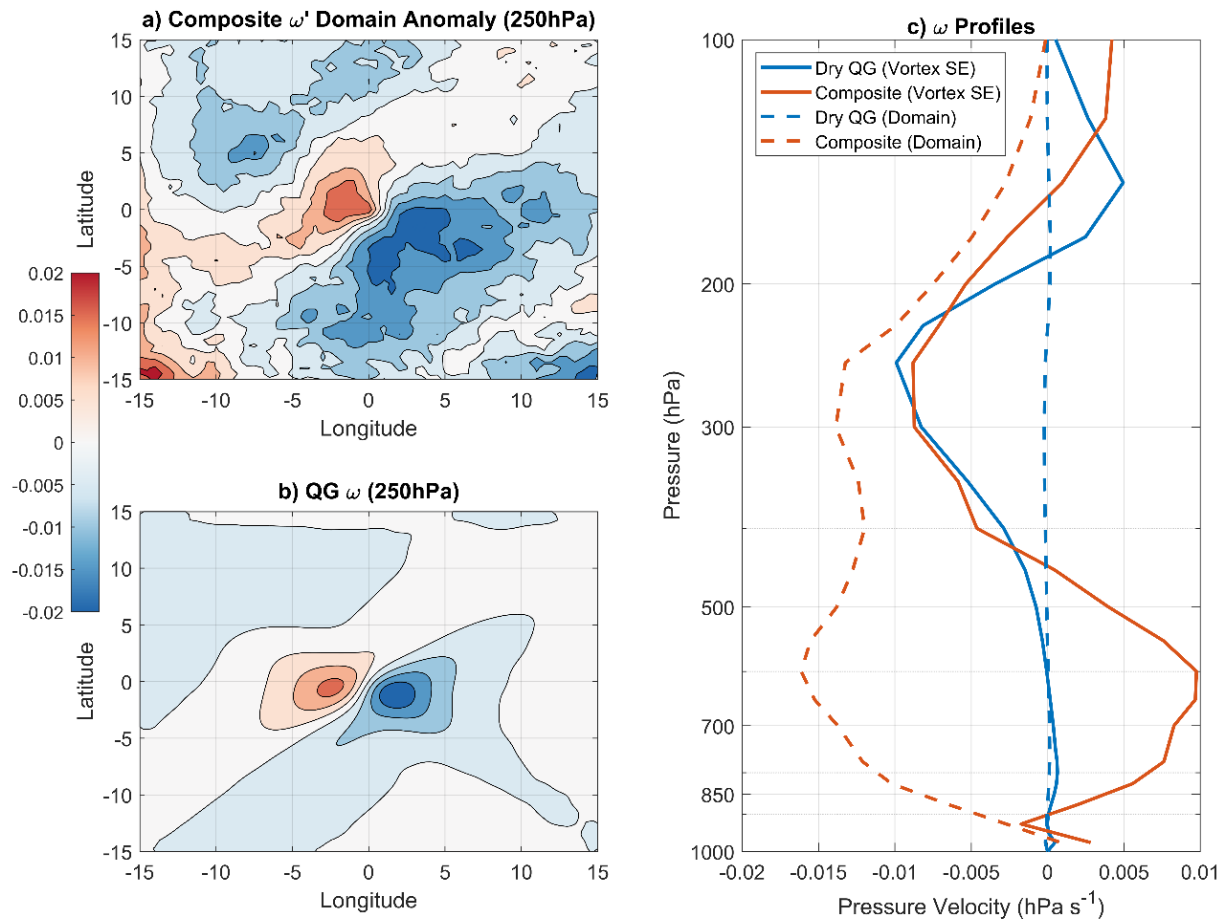 a) Composite ω' Domain Anomaly (250hPa)
15
10
5
0
-5
-10
-15
Latitude
-15 -10 -5 0 5 10 15
Longitude
0.02
0.015
0.01
0.005
0
-0.005
-0.01
-0.015
-0.02
b) QG ω (250hPa)
15
10
5
0
-5
-10
-15
Latitude
-15 -10 -5 0 5 10 15
Longitude
c) ω Profiles
Dry QG (Vortex SE)
Composite (Vortex SE)
Dry QG (Domain)
Composite (Domain)
100
200
300
500
700
850
1000
Pressure (hPa)
-0.02 -0.015 -0.01 -0.005 0 0.005 0.01
Pressure Velocity (hPa s⁻¹)